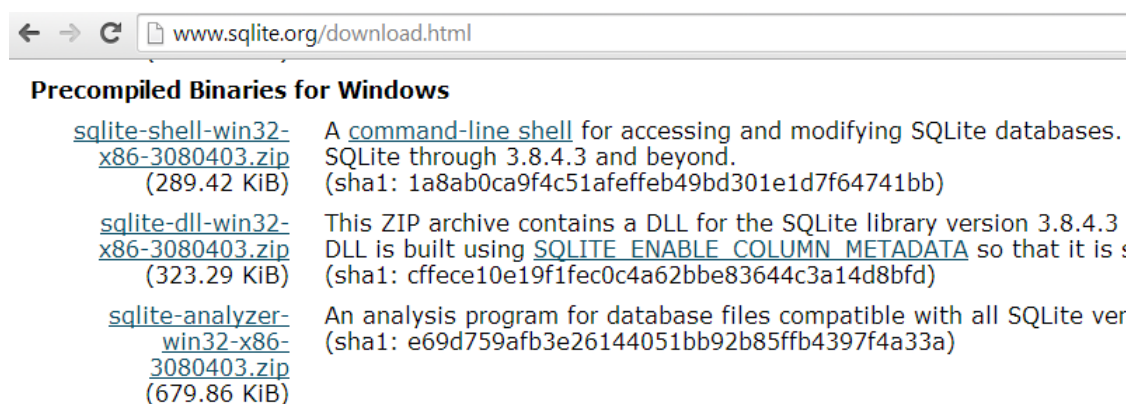 www.sqlite.org/download.html
Precompiled Binaries for Windows
sqlite-shell-win32-
x86-3080403.zip
(289.42 KiB)
A command-line shell for accessing and modifying SQLite databases.
SQLite through 3.8.4.3 and beyond.
(sha1: 1a8ab0ca9f4c51afeffeb49bd301e1d7f64741bb)
sqlite-dll-win32-
x86-3080403.zip
(323.29 KiB)
This ZIP archive contains a DLL for the SQLite library version 3.8.4.3
DLL is built using SQLITE_ENABLE_COLUMN_METADATA so that it is
(sha1: cffece10e19f1fec0c4a62bbe83644c3a14d8bfd)
sqlite-analyzer-
win32-x86-
3080403.zip
(679.86 KiB)
An analysis program for database files compatible with all SQLite ver
(sha1: e69d759afb3e26144051bb92b85ffb4397f4a33a)